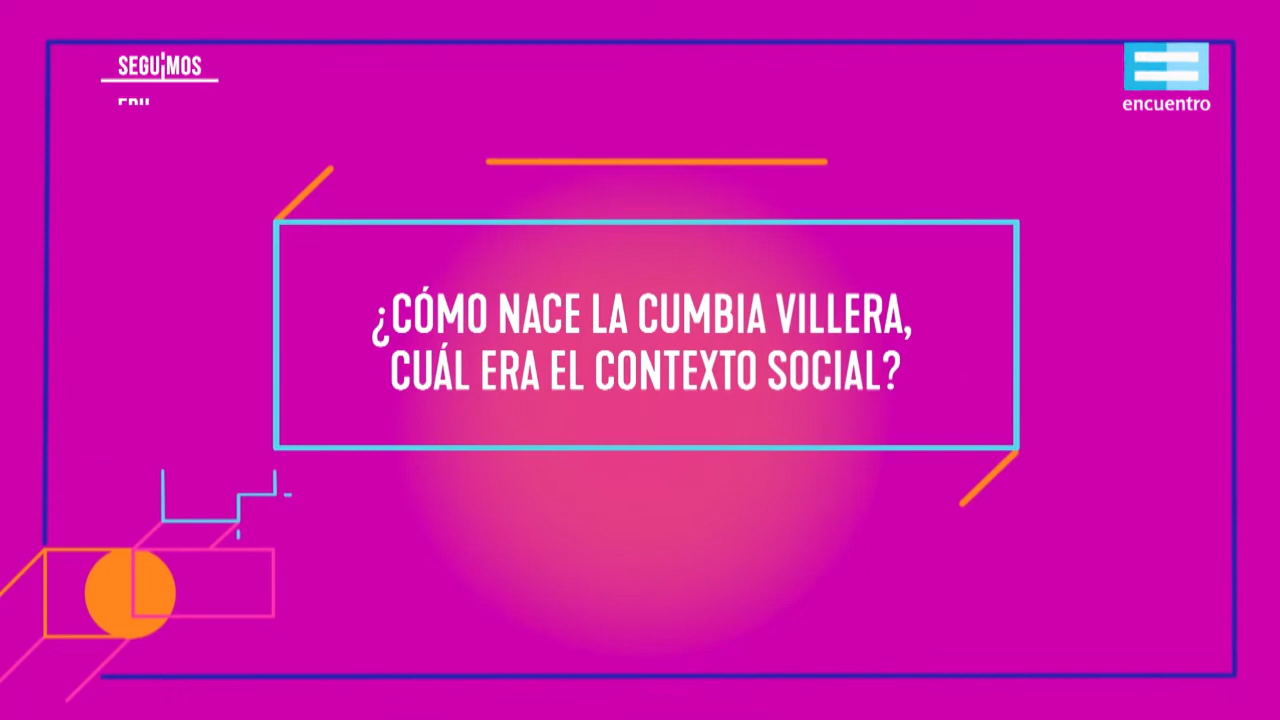 SEGUIMOS
encuentro
¿CÓMO NACE LA CUMBIA VILLERA,
CUÁL ERA EL CONTEXTO SOCIAL?